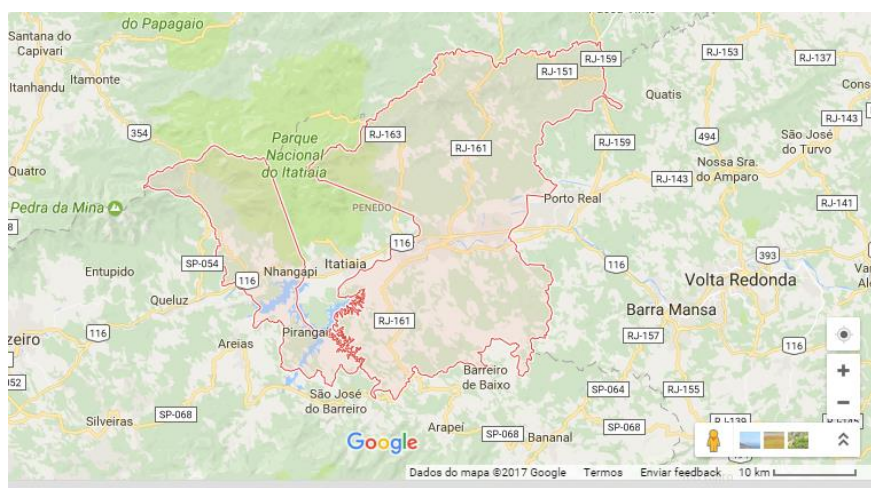 do Papagaio
Santana do
Capivari
Itanhandu
Itamonte
RJ-159
RJ-151
RJ-153
RJ-137
Quatis
354
Parque
Nacional
do Itatiaia
RJ-163
RJ-161
RJ-159
494
RJ-143
São José
do Turvo
Quatro
Nossa Sra.
do Amparo
RJ-143
Pedra da Mina
PENEDO
Porto Real
RJ-141
116
393
Entupido
SP-054
Nhangapi
Itatiaia
116
116
Volta Redonda
Queluz
Barra Mansa
116
Areias
Pirangaí
RJ-161
RJ-157
116
Barreiro
de Baixo
SP-064
RJ-155
São José
do Barreiro
Silveiras
SP-068
Arapeí
SP-068
Bananal
Google
Dados do mapa ©2017 Google
Termos
Enviar feedback
10 km